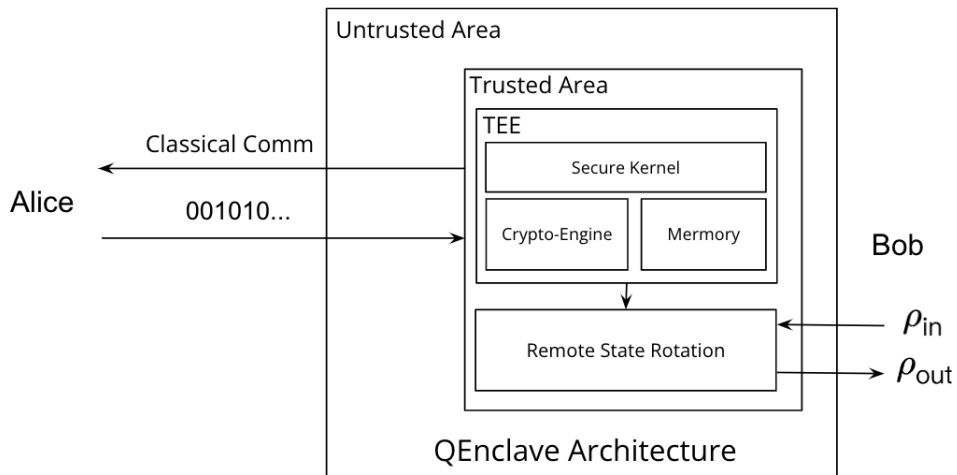 Untrusted Area
Trusted Area
TEE
Classical Comm
Secure Kernel
Alice
001010...
Crypto-Engine
Mermory
Bob
ρin
Remote State Rotation
ρout
QEnclave Architecture